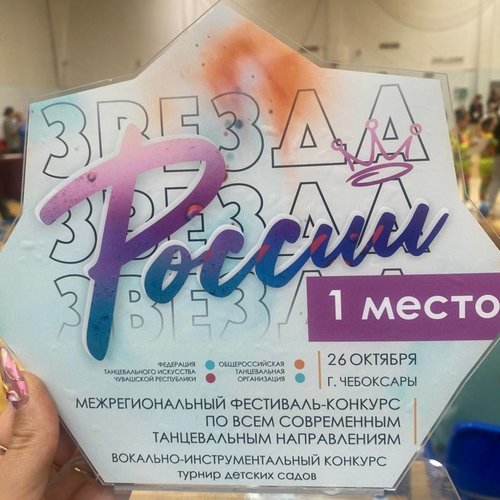 ЗВЕЗДА
ЗВЕЗДА
ЗВЕЗДА
России
1 место
ФЕДЕРАЦИЯ
ТАНЦЕВАЛЬНОГО ИСКУССТВА
ЧУВАШСКОЙ РЕСПУБЛИКИ
ОБЩЕРОССИЙСКАЯ
ТАНЦЕВАЛЬНАЯ
ОРГАНИЗАЦИЯ
26 ОКТЯБРЯ
Г. ЧЕБОКСАРЫ
МЕЖРЕГИОНАЛЬНЫЙ ФЕСТИВАЛЬ-КОНКУРС
ПО ВСЕМ СОВРЕМЕННЫМ
ТАНЦЕВАЛЬНЫМ НАПРАВЛЕНИЯМ
ВОКАЛЬНО-ИНСТРУМЕНТАЛЬНЫЙ КОНКУРС
турнир детских садов